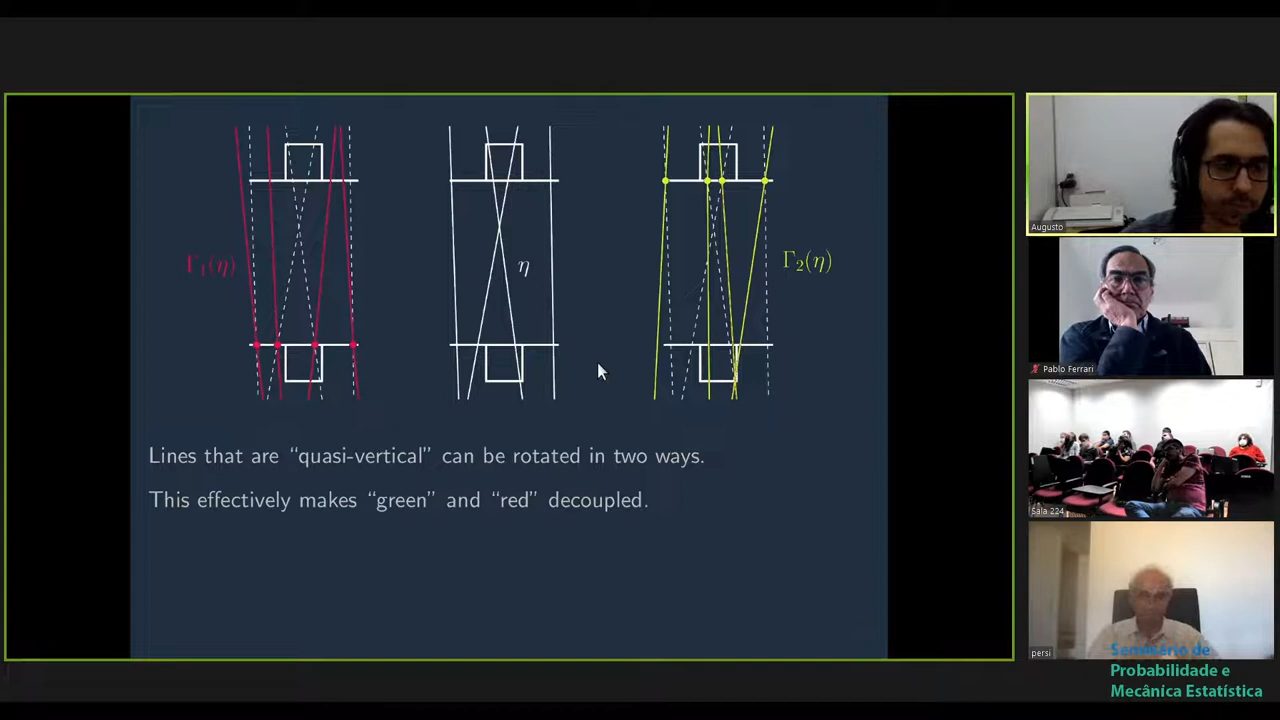 Γ₁(η)
η
Γ₂(η)
Lines that are “quasi-vertical” can be rotated in two ways.
This effectively makes “green” and “red” decoupled.
Augusto
Pablo Ferrari
Sala 224
persi
Seminário de
Probabilidade e
Mecânica Estatística